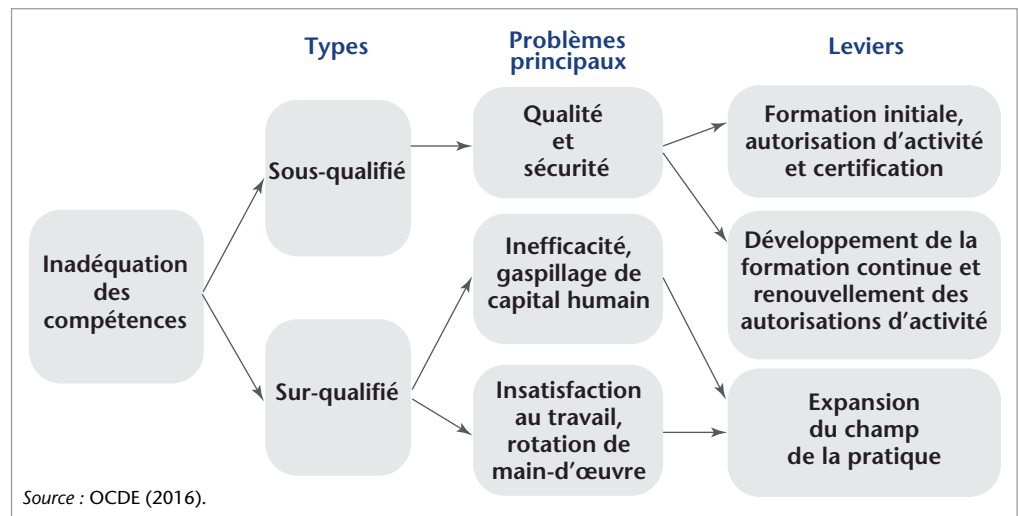 Types
Problèmes
principaux
Leviers
Inadéquation
des
compétences
Sous-qualifié
Sur-qualifié
Qualité
et
sécurité
Inefficacité,
gaspillage de
capital humain
Insatisfaction
au travail,
rotation de
main-d'œuvre
Formation initiale,
autorisation d'activité
et certification
Développement de la
formation continue et
renouvellement des
autorisations d'activité
Expansion
du champ
de la pratique
Source : OCDE (2016).